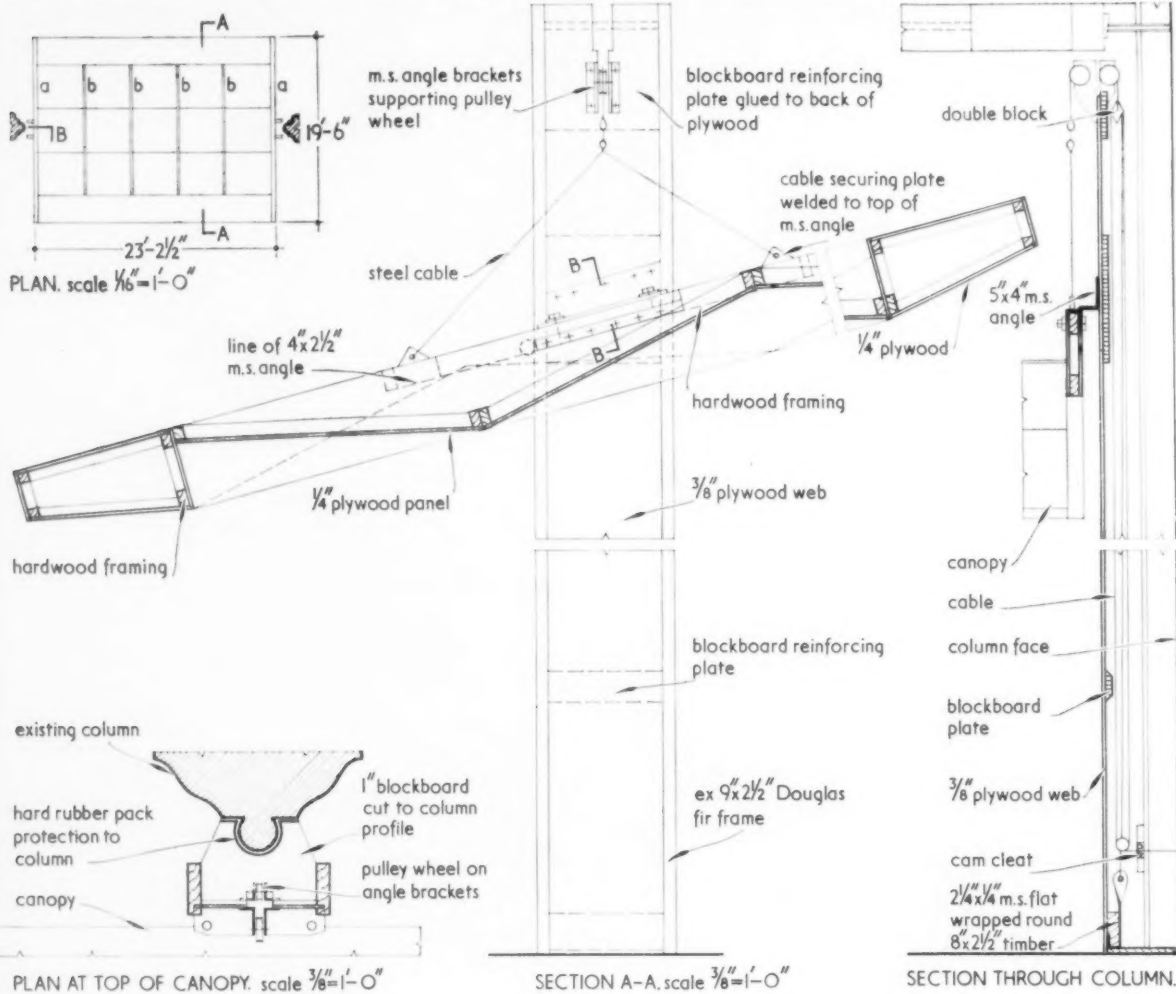 A
a
b
b
b
b
a
B
19'-6"
A
23'-2½"
PLAN. scale 1/16"=1'-0"
m.s. angle brackets
supporting pulley
wheel
blockboard reinforcing
plate glued to back of
plywood
cable securing plate
welded to top of
m.s. angle
steel cable
B
B
line of 4"x2½"
m.s. angle
¼" plywood
hardwood framing
¼" plywood panel
⅜" plywood web
hardwood framing
blockboard reinforcing
plate
ex 9"x2½" Douglas
fir frame
SECTION A-A. scale ⅜"=1'-0"
existing column
hard rubber pack
protection to
column
canopy
1" blockboard
cut to column
profile
pulley wheel on
angle brackets
PLAN AT TOP OF CANOPY. scale ⅜"=1'-0"
double block
5"x4" m.s.
angle
canopy
cable
column face
blockboard
plate
⅜" plywood web
cam cleat
2¼"x¼" m.s. flat
wrapped round
8"x2½" timber
SECTION THROUGH COLUMN